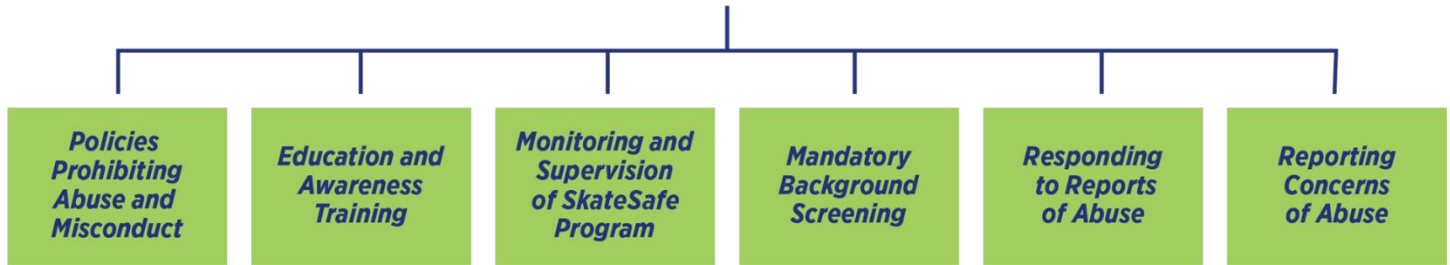 Policies
Prohibiting
Abuse and
Misconduct
Education and
Awareness
Training
Monitoring and
Supervision
of SkateSafe
Program
Mandatory
Background
Screening
Responding
to Reports
of Abuse
Reporting
Concerns
of Abuse